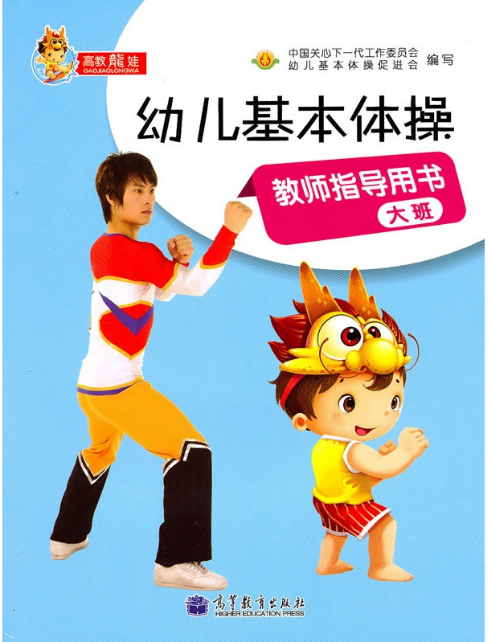 高教龍娃
GAOJIAOLONGWA
中国关心下一代工作委员会
幼儿基本体操促进会
编写
幼儿基本体操
教师指导用书
大班
高等教育出版社
HIGHER EDUCATION PRESS